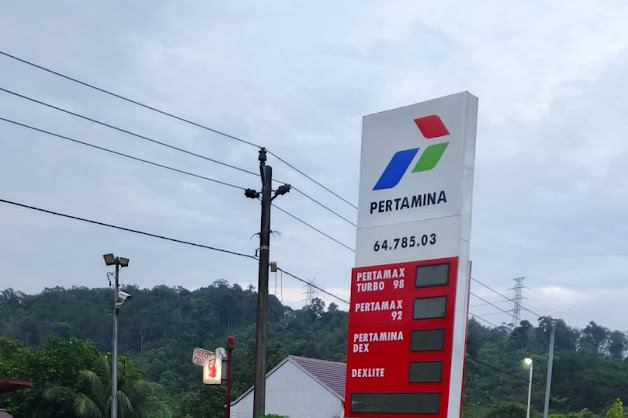 PERTAMINA
64.785.03
PERTAMAX
TURBO 98
PERTAMAX
92
PERTAMINA
DEX
DEXLITE